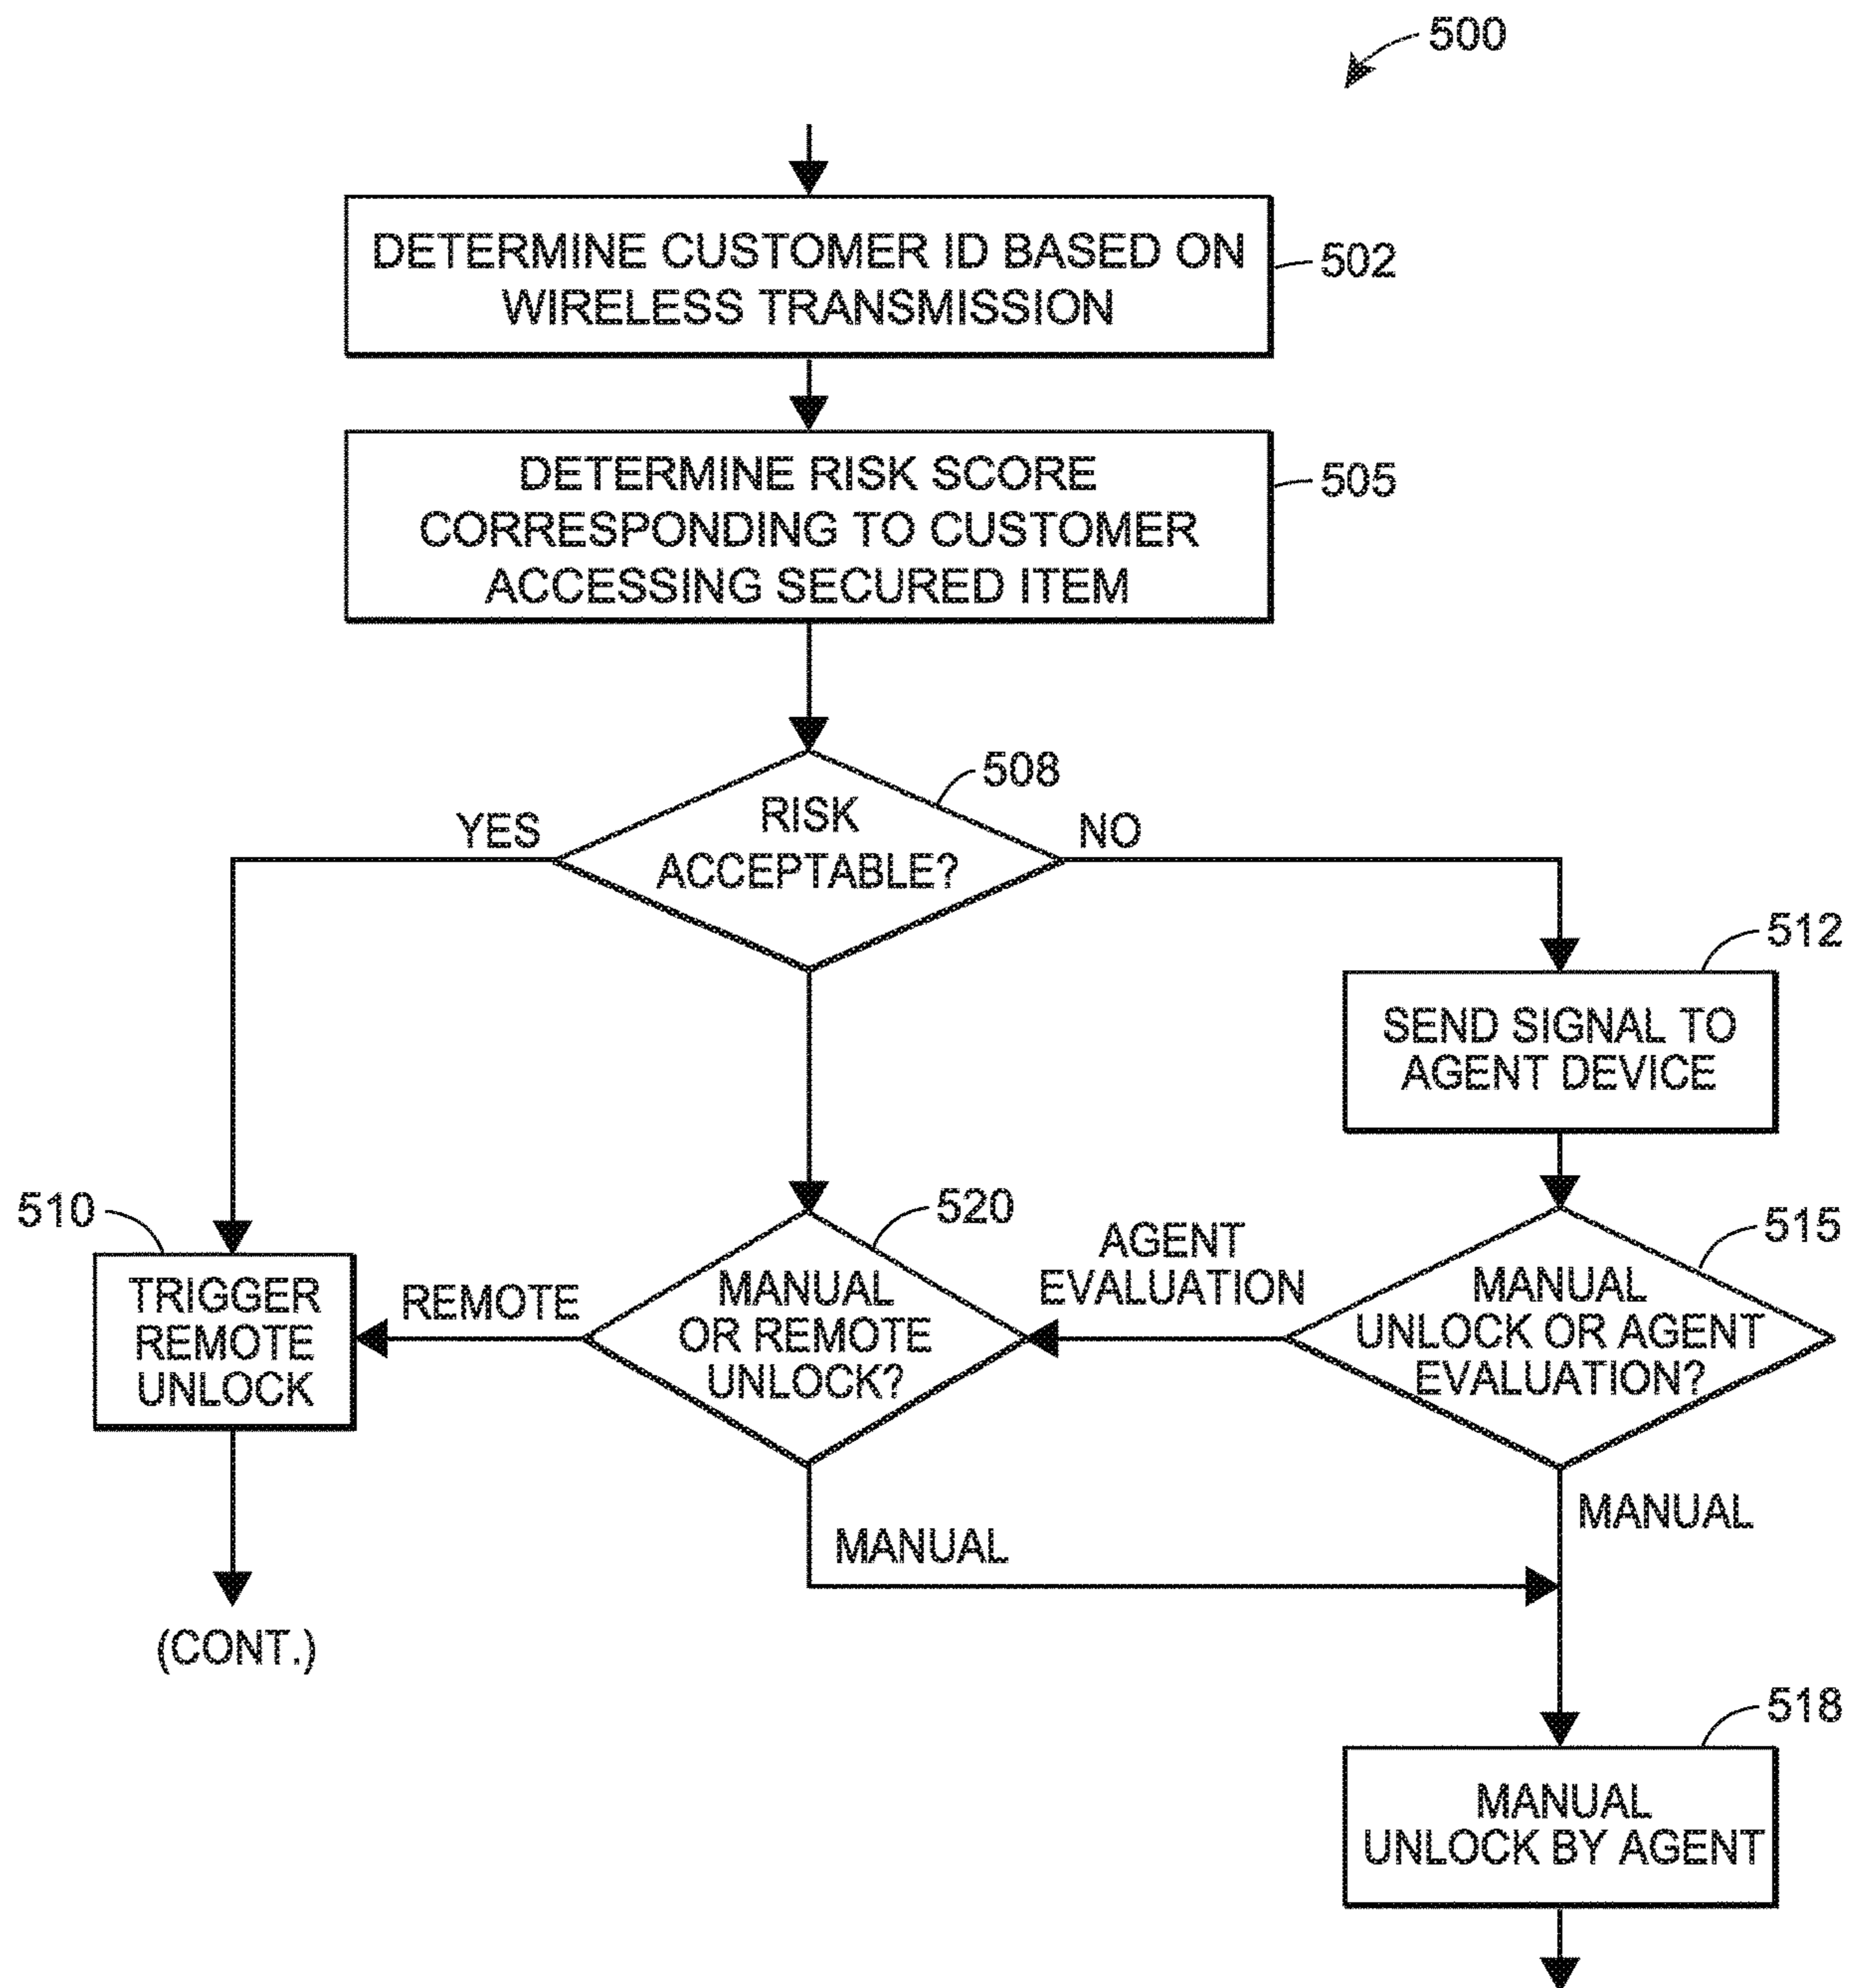 500
DETERMINE CUSTOMER ID BASED ON
WIRELESS TRANSMISSION
502
DETERMINE RISK SCORE
CORRESPONDING TO CUSTOMER
ACCESSING SECURED ITEM
505
508
YES
RISK
ACCEPTABLE?
NO
512
SEND SIGNAL TO
AGENT DEVICE
510
TRIGGER
REMOTE
UNLOCK
REMOTE
520
MANUAL
OR REMOTE
UNLOCK?
AGENT
EVALUATION
515
MANUAL
UNLOCK OR AGENT
EVALUATION?
MANUAL
MANUAL
(CONT.)
518
MANUAL
UNLOCK BY AGENT